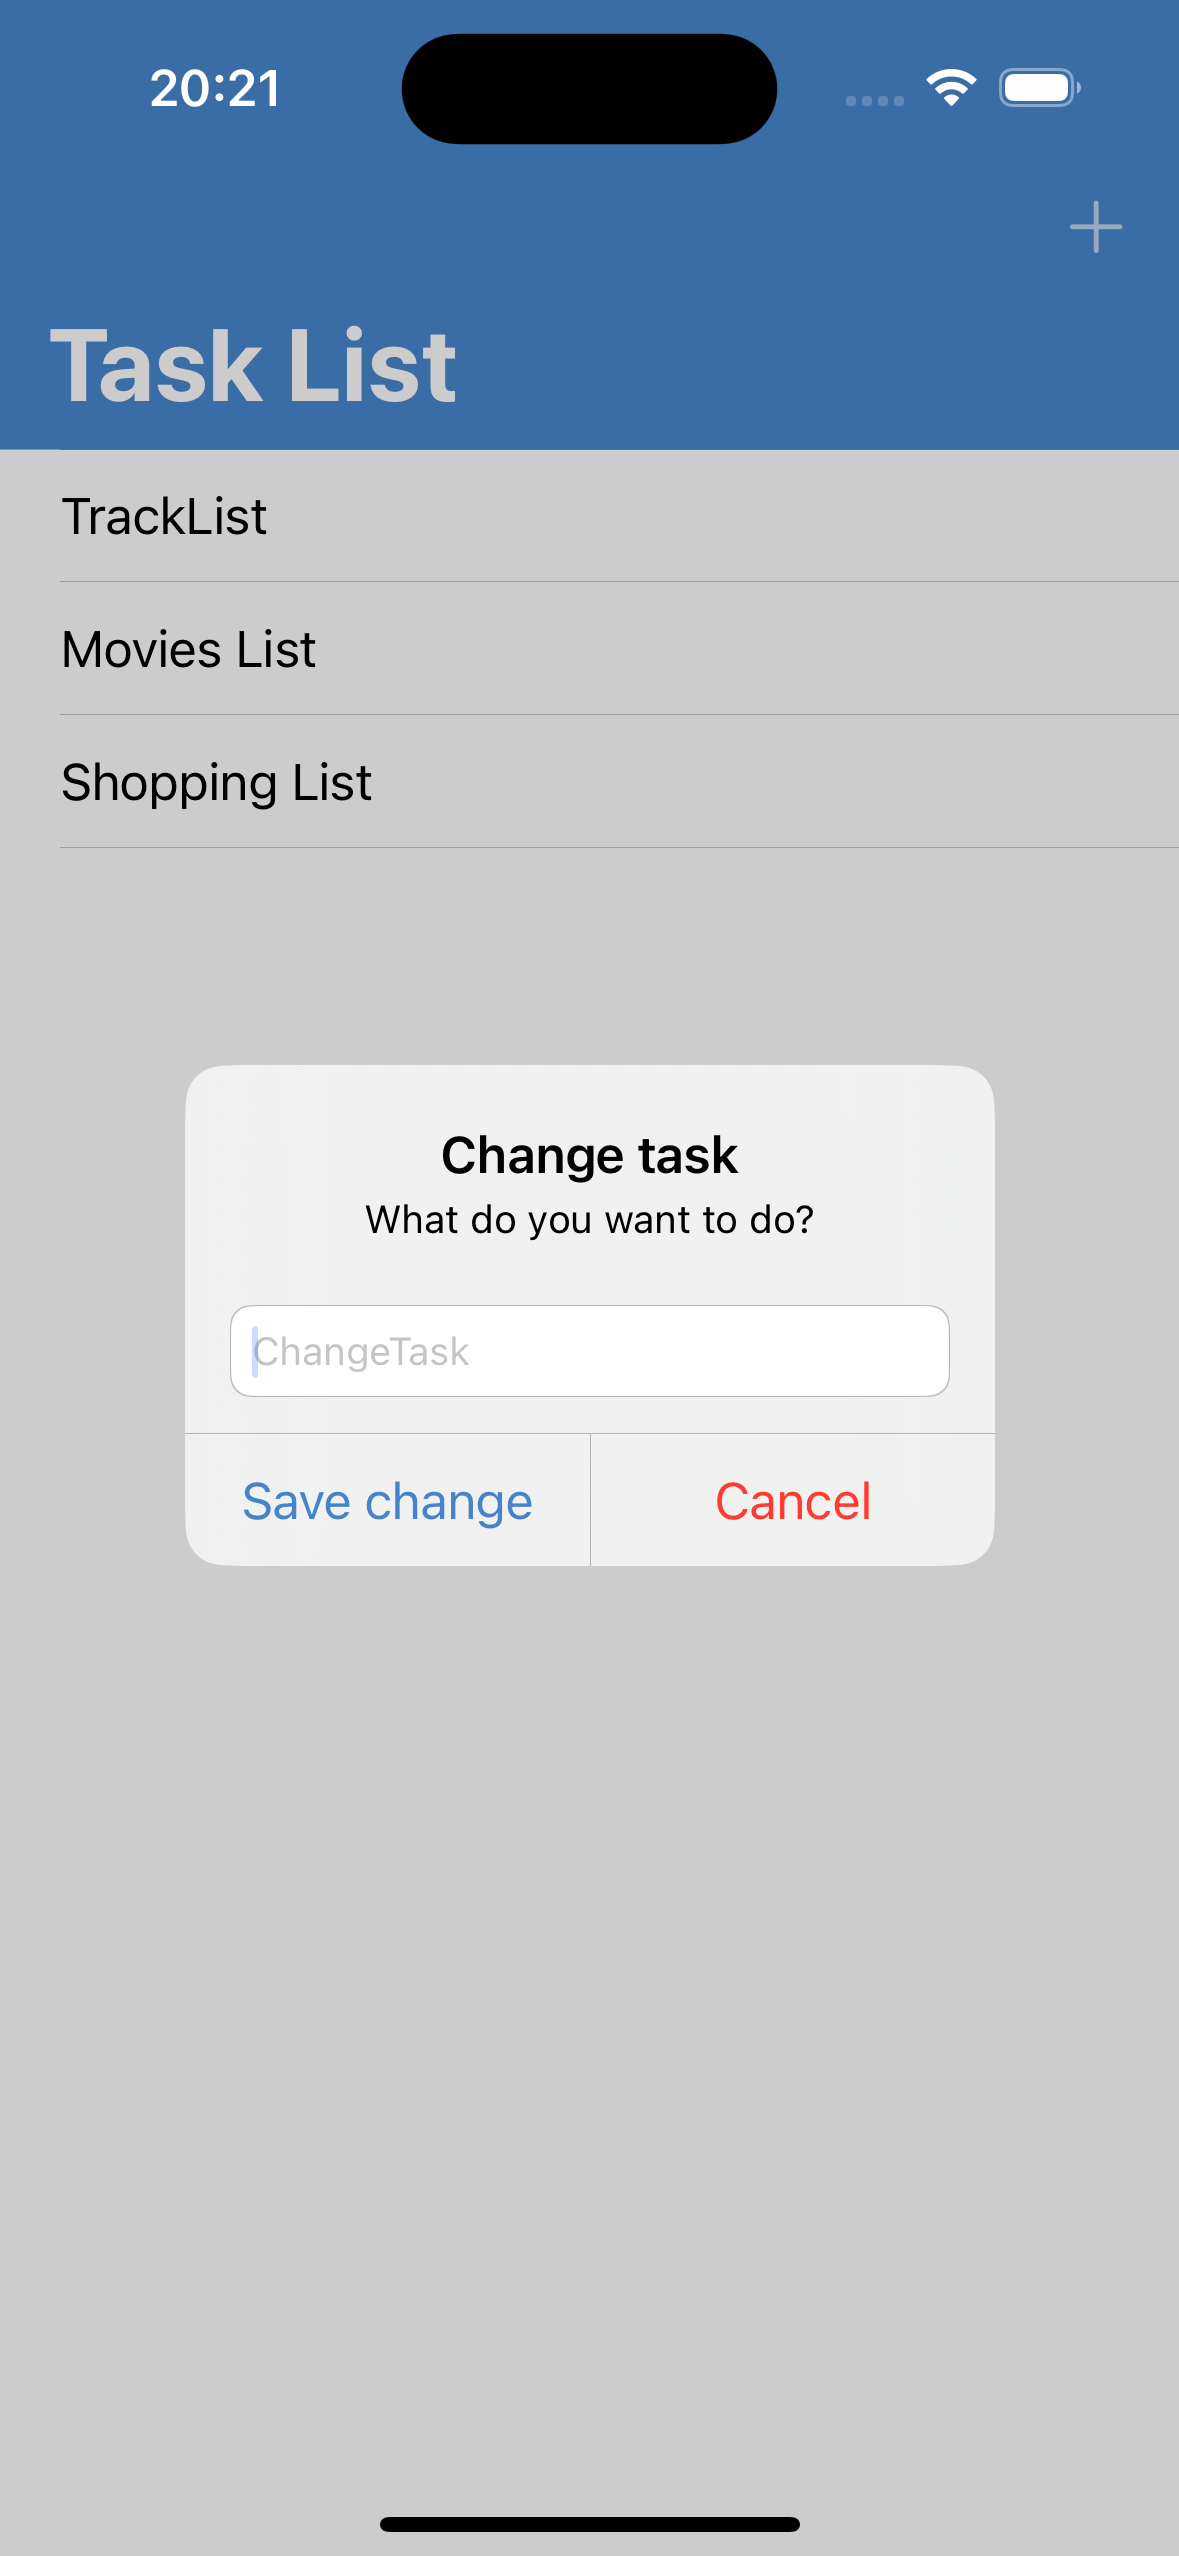 20:21
Task List
TrackList
Movies List
Shopping List
Change task
What do you want to do?
ChangeTask
Save change
Cancel